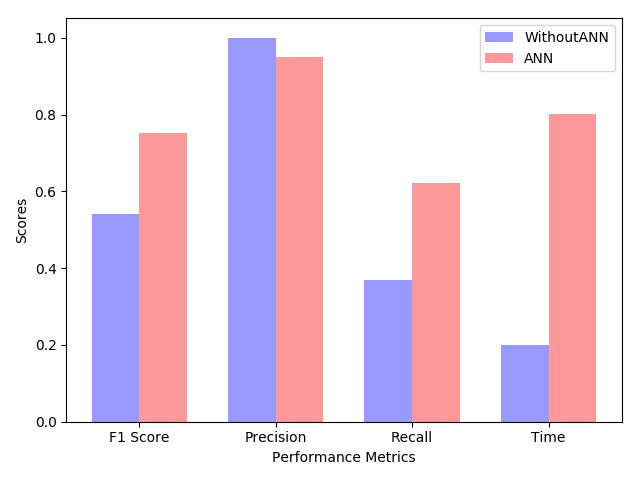 WithoutANN
ANN
1.0
0.8
0.6
0.4
0.2
0.0
Scores
F1 Score Precision Recall Time
Performance Metrics